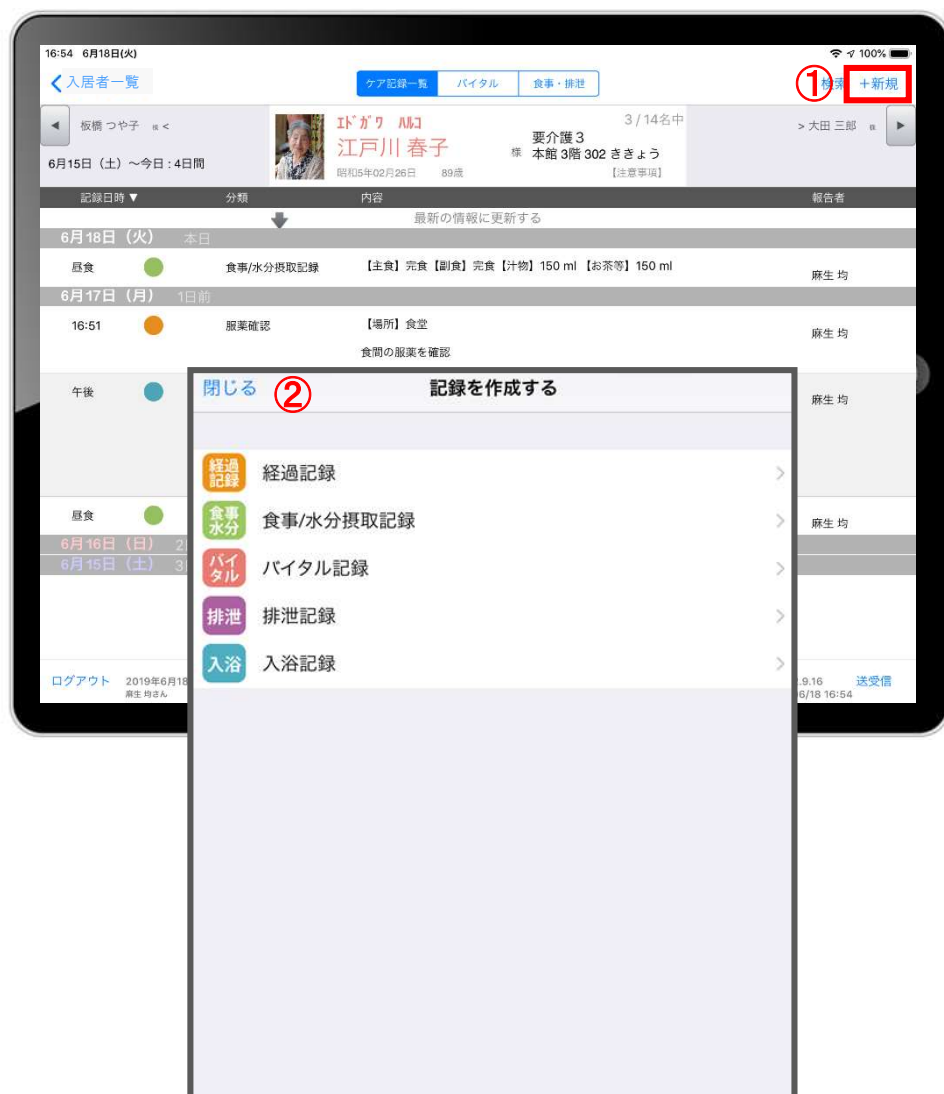 16:54 6月18日(火) 100%
入居者一覧 ケア記録一覧 バイタル 食事・排泄 ① 検索 +新規
板橋 つや子 様 < ｴﾄﾞｶﾞﾜ ﾊﾙｺ 3 / 14名中 > 大田 三郎 様
江戸川 春子 様 要介護3
6月15日（土）～今日：4日間 本館 3階 302 ききょう
昭和5年02月26日 89歳 【注意事項】
記録日時▼ 分類 内容 報告者
最新の情報に更新する
6月18日（火） 本日
昼食 食事/水分摂取記録 【主食】完食【副食】完食【汁物】150 ml 【お茶等】150 ml 麻生 均
6月17日（月） 1日前
16:51 服薬確認 【場所】食堂 麻生 均
食間の服薬を確認
午後 麻生 均
昼食 麻生 均
6月16日（日） 2
6月15日（土） 3
ログアウト 2019年6月18 .9.16 送受信
麻生 均さん 6/18 16:54
閉じる ② 記録を作成する
経過記録 経過記録
食事水分 食事/水分摂取記録
バイタル バイタル記録
排泄 排泄記録
入浴 入浴記録